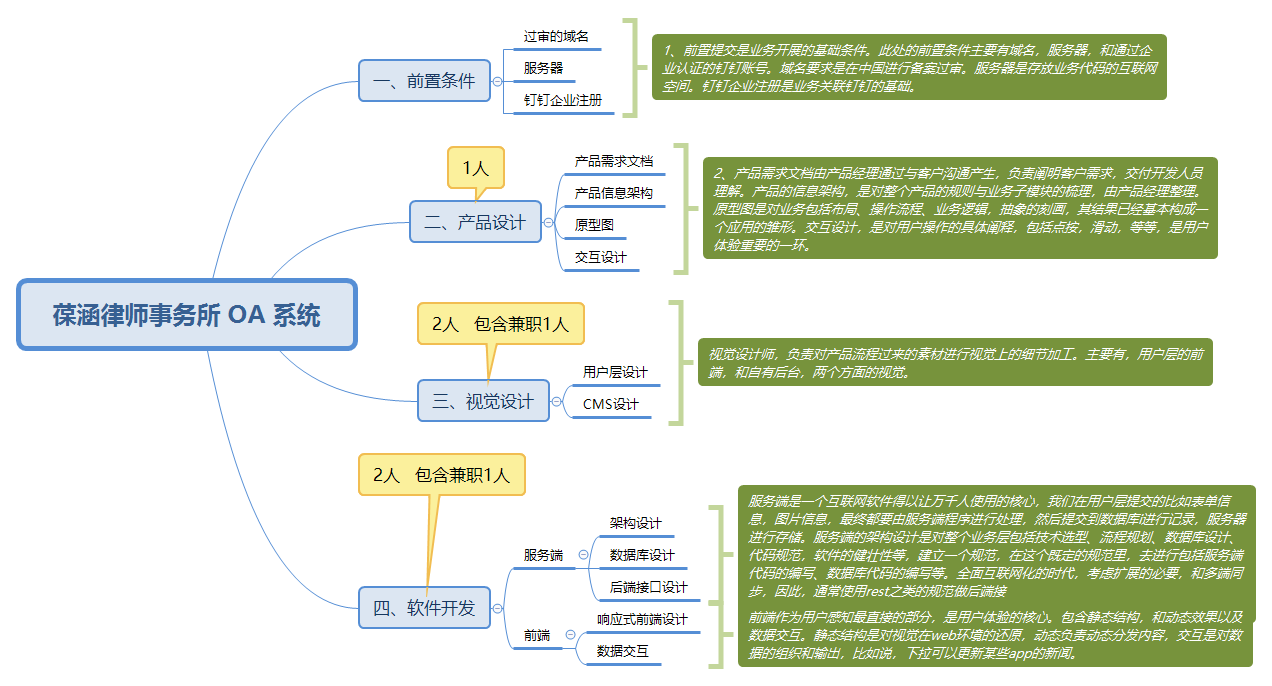 葆涵律师事务所 OA 系统
一、前置条件
过审的域名
服务器
钉钉企业注册
1、前置提交是业务开展的基础条件。此处的前置条件主要有域名，服务器，和通过企
业认证的钉钉账号。域名要求是在中国进行备案过审。服务器是存放业务代码的互联网
空间。钉钉企业注册是业务关联钉钉的基础。
1人
二、产品设计
产品需求文档
产品信息架构
原型图
交互设计
2、产品需求文档由产品经理通过与客户沟通产生，负责阐明客户需求，交付开发人员
理解。产品的信息架构，是对整个产品的规则与业务子模块的梳理，由产品经理整理。
原型图是对业务包括布局、操作流程、业务逻辑，抽象的刻画，其结果已经基本构成一
个应用的雏形。交互设计，是对用户操作的具体阐释，包括点按，滑动，等等，是用户
体验重要的一环。
2人 包含兼职1人
三、视觉设计
用户层设计
CMS设计
视觉设计师，负责对产品流程过来的素材进行视觉上的细节加工。主要有，用户层的前
端，和自有后台，两个方面的视觉。
2人 包含兼职1人
四、软件开发
服务端
架构设计
数据库设计
后端接口设计
服务端是一个互联网软件得以让万千人使用的核心，我们在用户层提交的比如表单信
息，图片信息，最终都要由服务端程序进行处理，然后提交到数据库i进行记录，服务器
进行存储。服务端的架构设计是对整个业务层包括技术选型、流程规划、数据库设计、
代码规范，软件的健壮性等，建立一个规范，在这个既定的规范里，去进行包括服务端
代码的编写、数据库代码的编写等。全面互联网化的时代，考虑扩展的必要，和多端同
步，因此，通常使用rest之类的规范做后端接
前端
响应式前端设计
数据交互
前端作为用户感知最直接的部分，是用户体验的核心。包含静态结构，和动态效果以及
数据交互。静态结构是对视觉在web环境的还原，动态负责动态分发内容，交互是对数
据的组织和输出，比如说，下拉可以更新某些app的新闻。